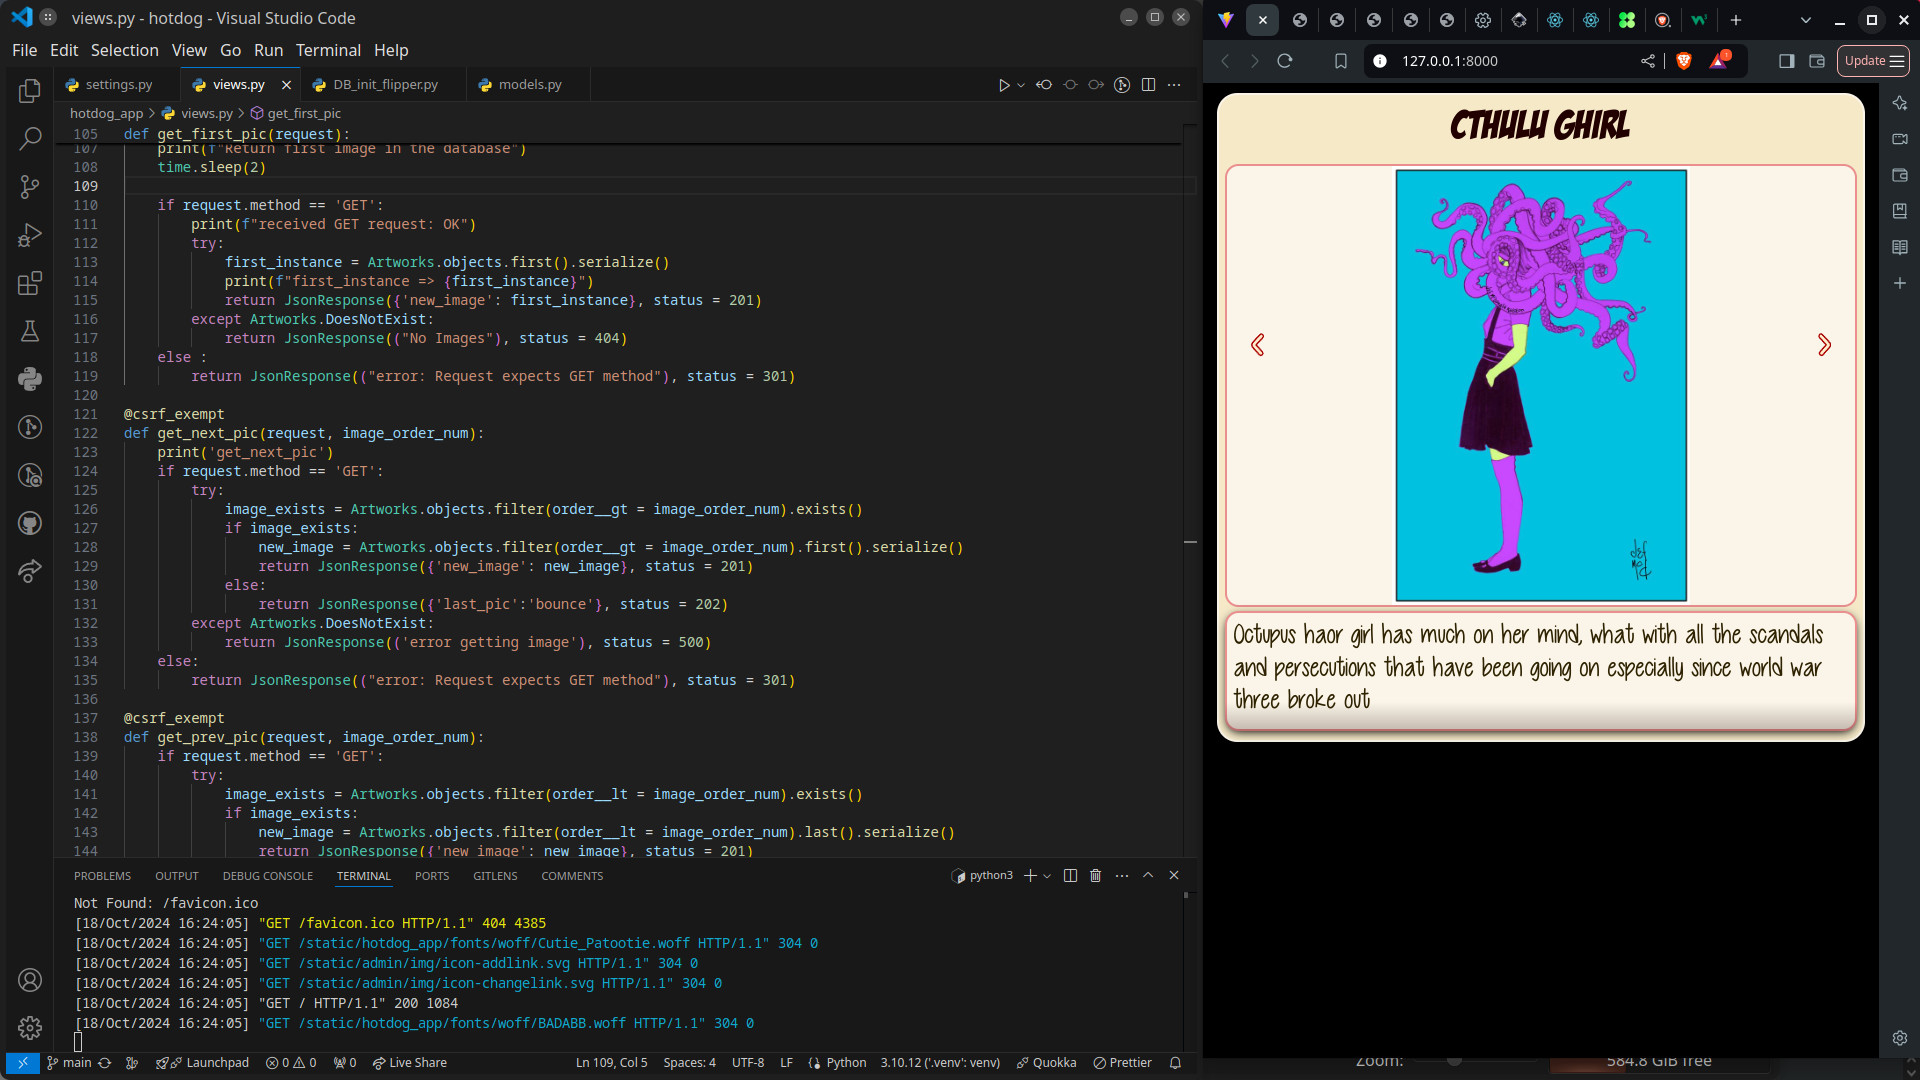 views.py - hotdog - Visual Studio Code
File Edit Selection View Go Run Terminal Help
settings.py views.py DB_init_flipper.py models.py
hotdog_app > views.py > get_first_pic
105 def get_first_pic(request):
107 print(f"Return first image in the database")
108 time.sleep(2)
109
110 if request.method == 'GET':
111 print(f"received GET request: OK")
112 try:
113 first_instance = Artworks.objects.first().serialize()
114 print(f"first_instance => {first_instance}")
115 return JsonResponse({'new_image': first_instance}, status = 201)
116 except Artworks.DoesNotExist:
117 return JsonResponse(("No Images"), status = 404)
118 else :
119 return JsonResponse(("error: Request expects GET method"), status = 301)
120
121 @csrf_exempt
122 def get_next_pic(request, image_order_num):
123 print('get_next_pic')
124 if request.method == 'GET':
125 try:
126 image_exists = Artworks.objects.filter(order__gt = image_order_num).exists()
127 if image_exists:
128 new_image = Artworks.objects.filter(order__gt = image_order_num).first().serialize()
129 return JsonResponse({'new_image': new_image}, status = 201)
130 else:
131 return JsonResponse({'last_pic':'bounce'}, status = 202)
132 except Artworks.DoesNotExist:
133 return JsonResponse(('error getting image'), status = 500)
134 else:
135 return JsonResponse(("error: Request expects GET method"), status = 301)
136
137 @csrf_exempt
138 def get_prev_pic(request, image_order_num):
139 if request.method == 'GET':
140 try:
141 image_exists = Artworks.objects.filter(order__lt = image_order_num).exists()
142 if image_exists:
143 new_image = Artworks.objects.filter(order__lt = image_order_num).last().serialize()
144 return JsonResponse({'new_image': new_image}, status = 201)
PROBLEMS OUTPUT DEBUG CONSOLE TERMINAL PORTS GITLENS COMMENTS python3
Not Found: /favicon.ico
[18/Oct/2024 16:24:05] "GET /favicon.ico HTTP/1.1" 404 4385
[18/Oct/2024 16:24:05] "GET /static/hotdog_app/fonts/woff/Cutie_Patootie.woff HTTP/1.1" 304 0
[18/Oct/2024 16:24:05] "GET /static/admin/img/icon-addlink.svg HTTP/1.1" 304 0
[18/Oct/2024 16:24:05] "GET /static/admin/img/icon-changelink.svg HTTP/1.1" 304 0
[18/Oct/2024 16:24:05] "GET / HTTP/1.1" 200 1084
[18/Oct/2024 16:24:05] "GET /static/hotdog_app/fonts/woff/BADABB.woff HTTP/1.1" 304 0
main Launchpad 0 0 0 Live Share Ln 109, Col 5 Spaces: 4 UTF-8 LF Python 3.10.12 ('.venv': venv) Quokka Prettier
127.0.0.1:8000 Update
CTHULU GHIRL
Octupus haor girl has much on her mind, what with all the scandals
and persecutions that have been going on especially since world war
three broke out
Zoom: 584.8 GiB free